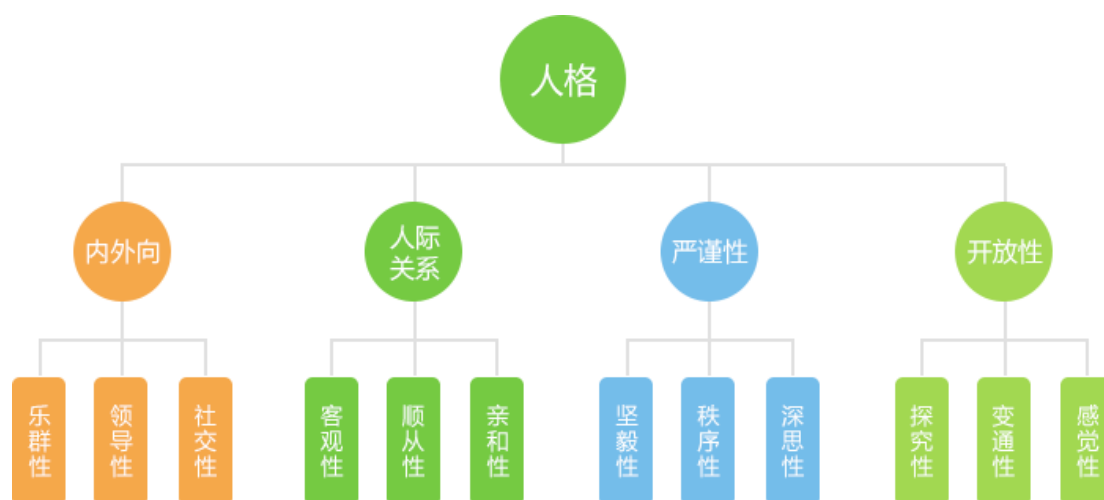 人格
内外向
人际
关系
严谨性
开放性
乐群性
领导性
社交性
客观性
顺从性
亲和性
坚毅性
秩序性
深思性
探究性
变通性
感觉性